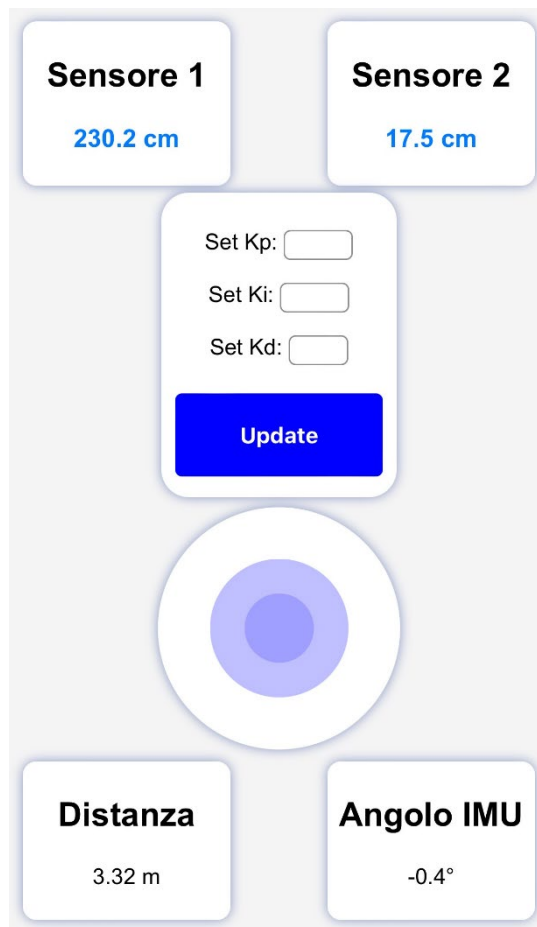 Sensore 1
230.2 cm
Sensore 2
17.5 cm
Set Kp:
Set Ki:
Set Kd:
Update
Distanza
3.32 m
Angolo IMU
-0.4°